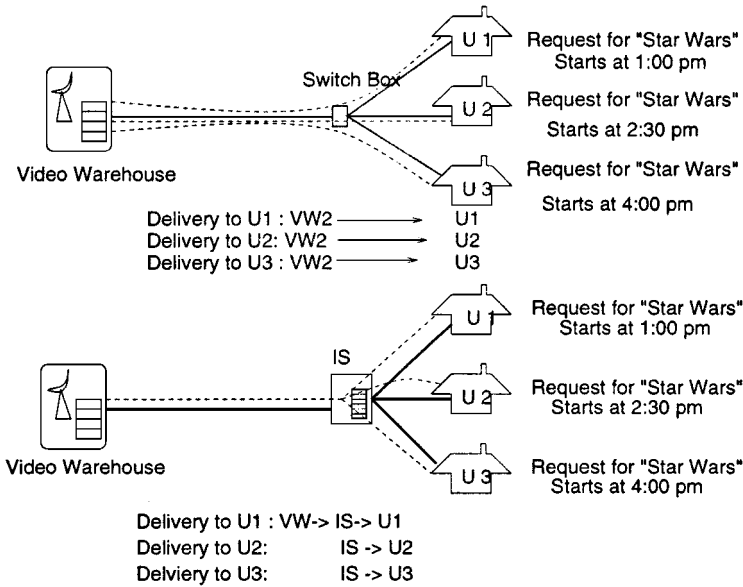 U 1
Request for "Star Wars"
Starts at 1:00 pm
Switch Box
U 2
Request for "Star Wars"
Starts at 2:30 pm
Video Warehouse
U 3
Request for "Star Wars"
Starts at 4:00 pm
Delivery to U1 : VW2 → U1
Delivery to U2: VW2 → U2
Delivery to U3 : VW2 → U3
U 1
Request for "Star Wars"
Starts at 1:00 pm
IS
U 2
Request for "Star Wars"
Starts at 2:30 pm
Video Warehouse
U 3
Request for "Star Wars"
Starts at 4:00 pm
Delivery to U1 : VW-> IS-> U1
Delivery to U2: IS -> U2
Delviery to U3: IS -> U3